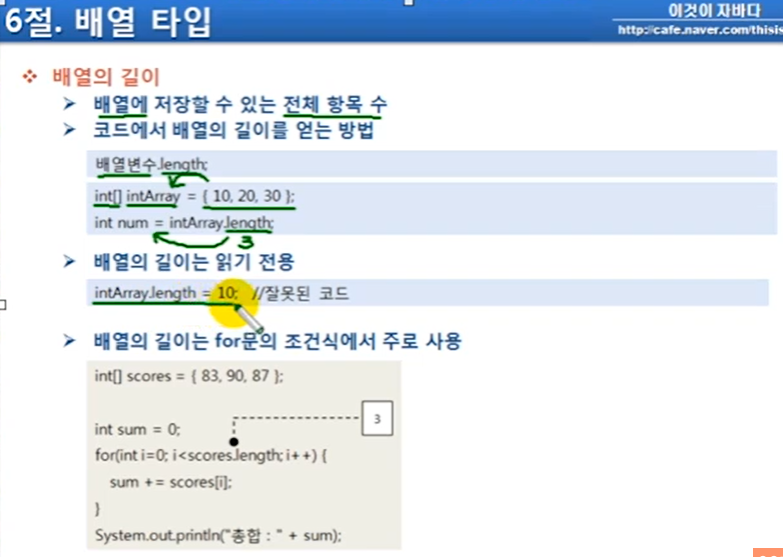 6절. 배열 타입
이것이 자바다
http://cafe.naver.com/thisis
❖ 배열의 길이
➢ 배열에 저장할 수 있는 전체 항목 수
➢ 코드에서 배열의 길이를 얻는 방법
배열변수.length;
int[] intArray = { 10, 20, 30 };
int num = intArray.length;
3
➢ 배열의 길이는 읽기 전용
intArray.length = 10; //잘못된 코드
➢ 배열의 길이는 for문의 조건식에서 주로 사용
int[] scores = { 83, 90, 87 };
3
int sum = 0;
for(int i=0; i<scores.length; i++) {
sum += scores[i];
}
System.out.println("총합 : " + sum);